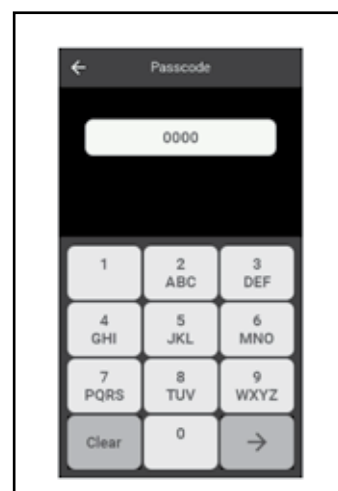 Passcode
0000
1 2 3
ABC DEF
4 5 6
GHI JKL MNO
7 8 9
PQRS TUV WXYZ
Clear 0